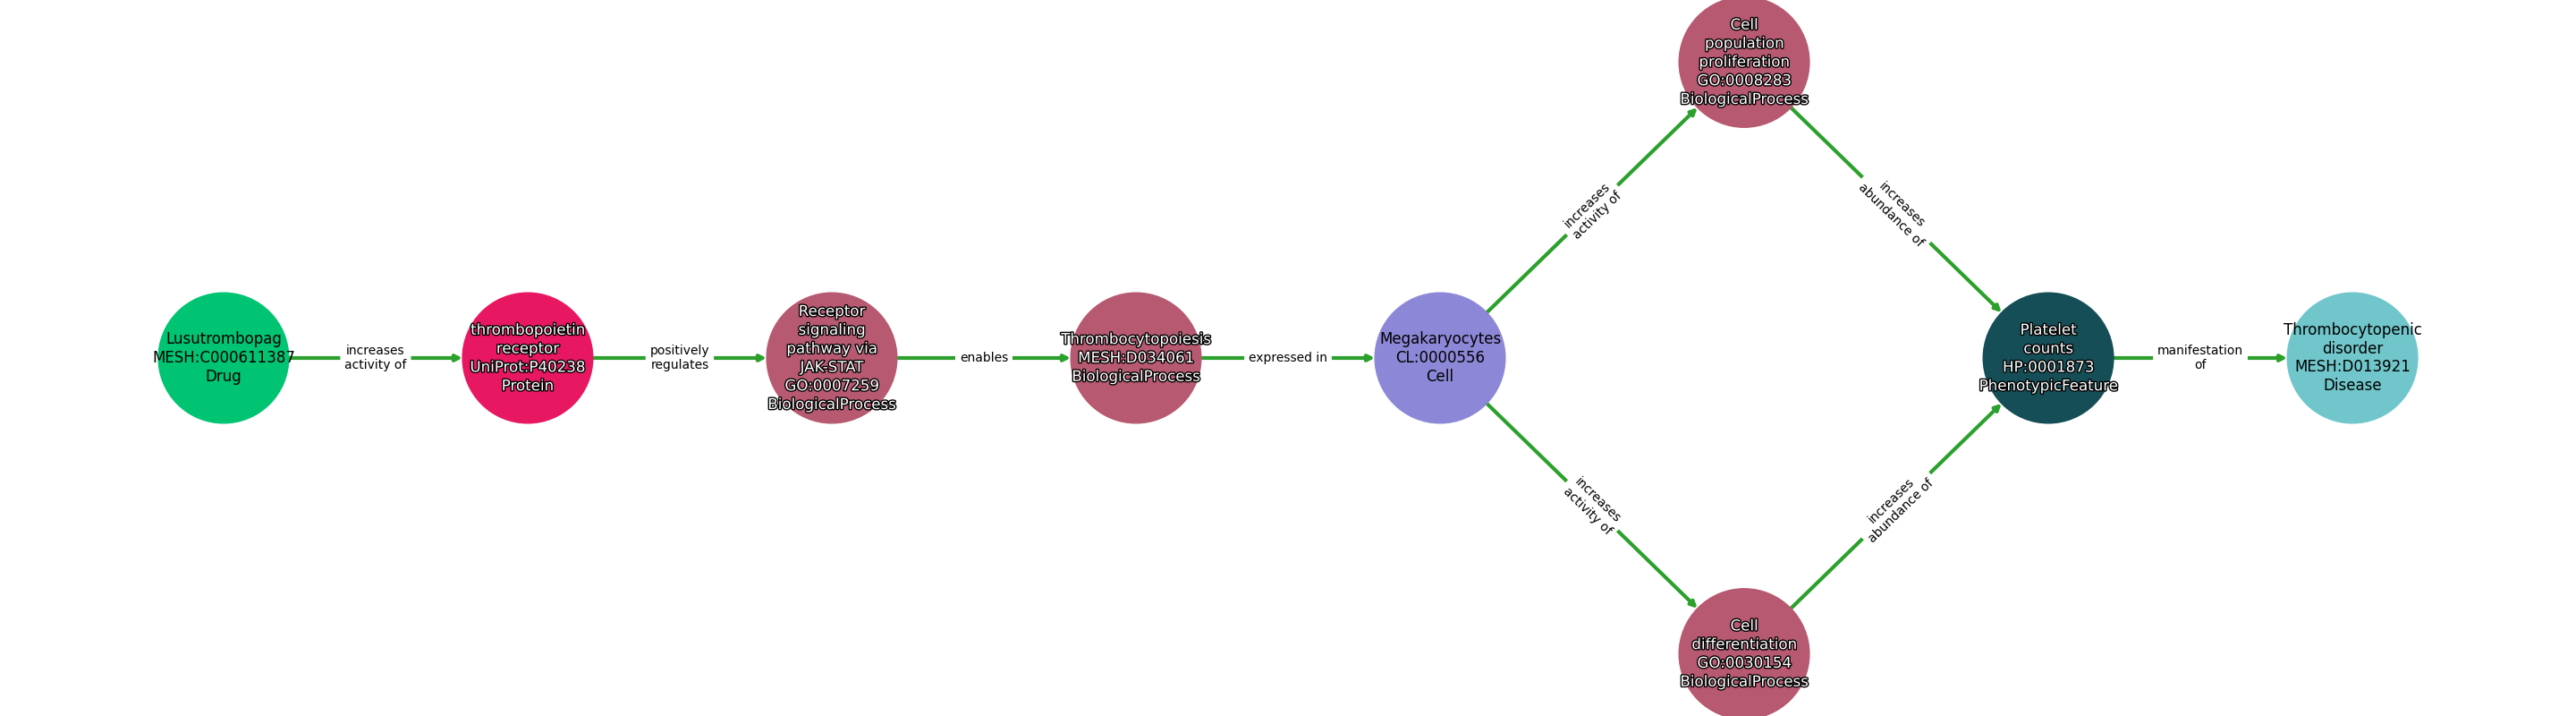 Lusutrombopag
MESH:C000611387
Drug
increases
activity of
thrombopoietin
receptor
UniProt:P40238
Protein
positively
regulates
Receptor
signaling
pathway via
JAK-STAT
GO:0007259
BiologicalProcess
enables
Thrombocytopoiesis
MESH:D034061
BiologicalProcess
expressed in
Megakaryocytes
CL:0000556
Cell
increases
activity of
Cell
population
proliferation
GO:0008283
BiologicalProcess
increases
abundance of
increases
activity of
Cell
differentiation
GO:0030154
BiologicalProcess
increases
abundance of
Platelet
counts
HP:0001873
PhenotypicFeature
manifestation
of
Thrombocytopenic
disorder
MESH:D013921
Disease